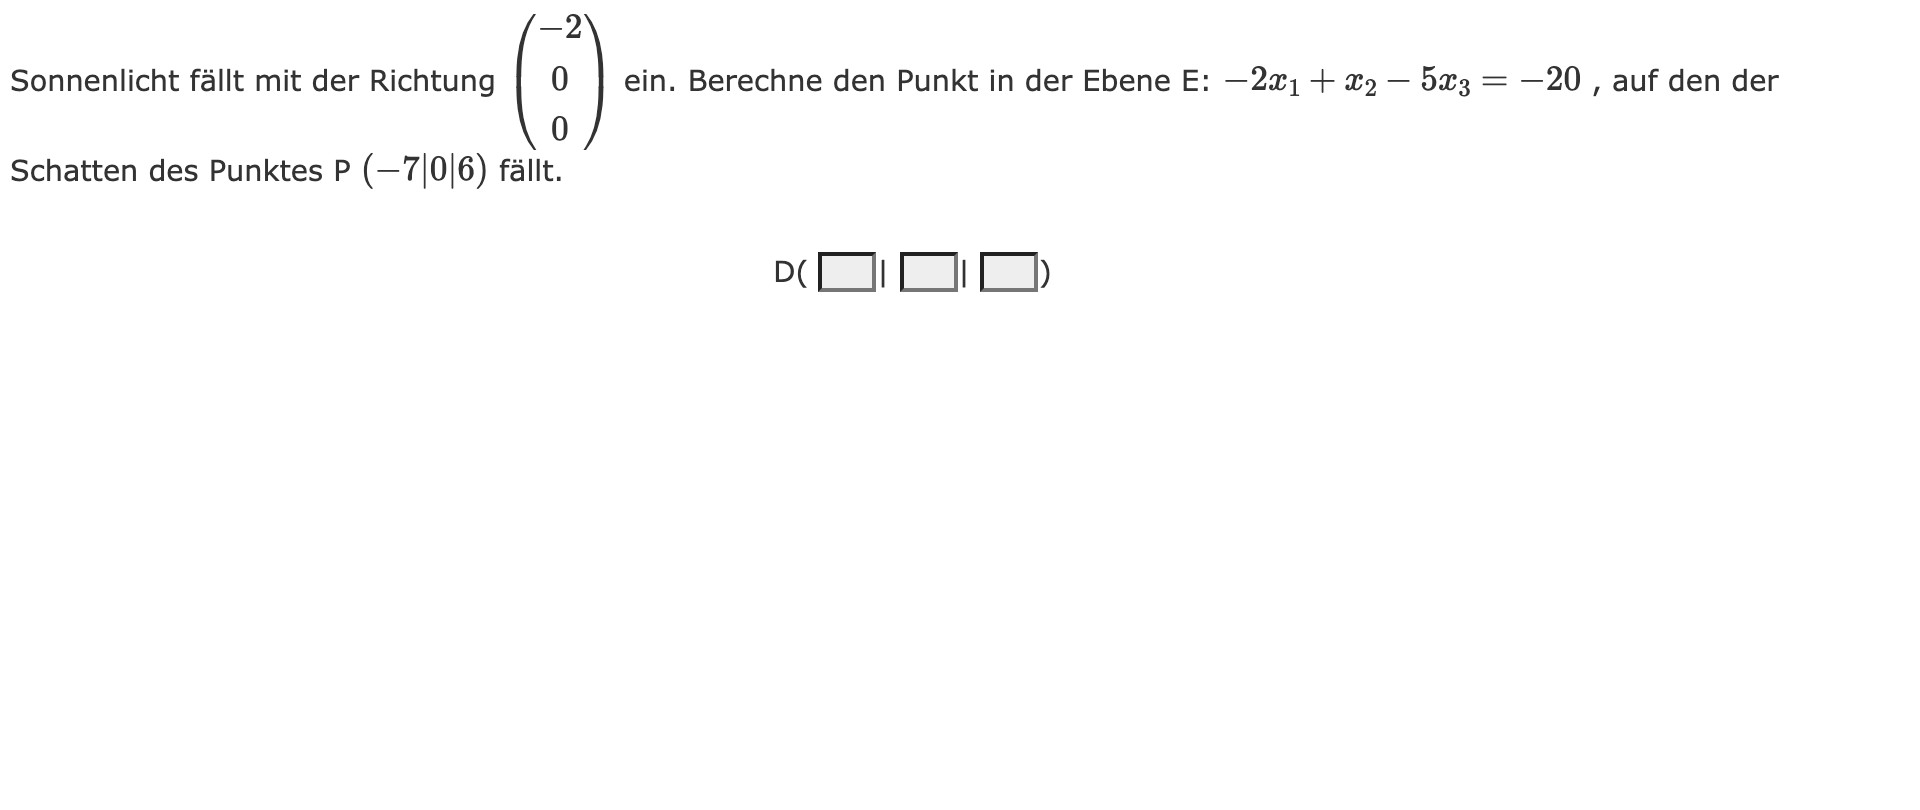 Sonnenlicht fällt mit der Richtung $\begin{pmatrix} -2 \\ 0 \\ 0 \end{pmatrix}$ ein. Berechne den Punkt in der Ebene E: $-2x_1 + x_2 - 5x_3 = -20$ , auf den der
Schatten des Punktes P $(-7|0|6)$ fällt.
D( | | )